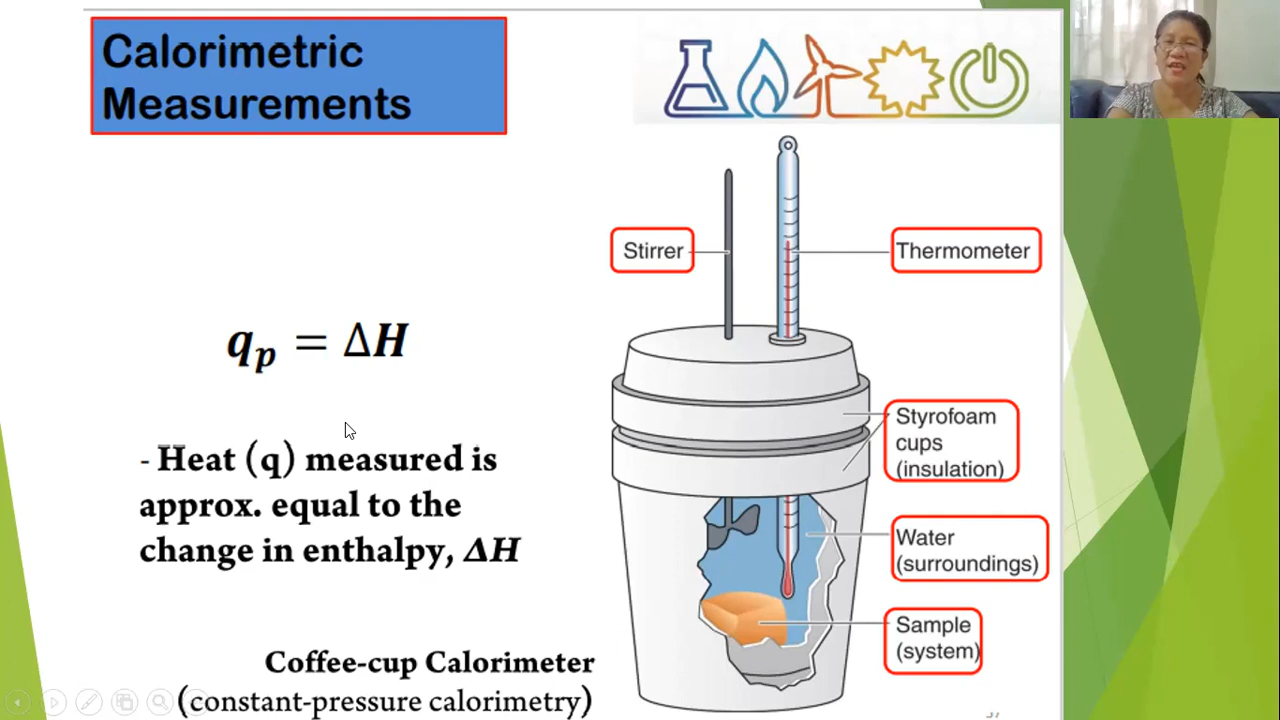 Calorimetric
Measurements
Stirrer
Thermometer
q_p = ΔH
Styrofoam
cups
(insulation)
- Heat (q) measured is
approx. equal to the
change in enthalpy, ΔH
Water
(surroundings)
Sample
(system)
Coffee-cup Calorimeter
(constant-pressure calorimetry)